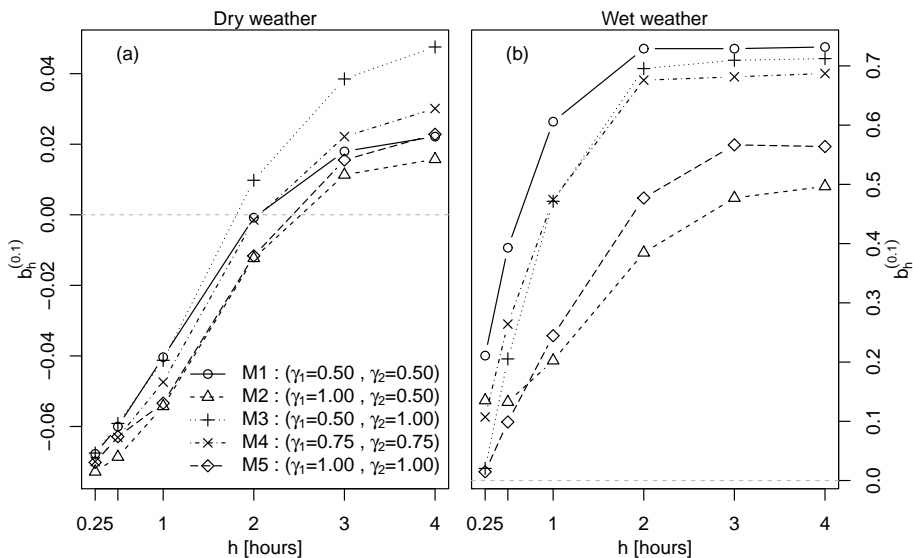 Dry weather
Wet weather
(a)
(b)
b_h^(0.1)
0.04
0.02
0.00
−0.02
−0.04
−0.06
M1 : (γ1=0.50 , γ2=0.50)
M2 : (γ1=1.00 , γ2=0.50)
M3 : (γ1=0.50 , γ2=1.00)
M4 : (γ1=0.75 , γ2=0.75)
M5 : (γ1=1.00 , γ2=1.00)
0.25 1 2 3 4
h [hours]
0.7
0.6
0.5
0.4
0.3
0.2
0.1
0.0
b_h^(0.1)
0.25 1 2 3 4
h [hours]